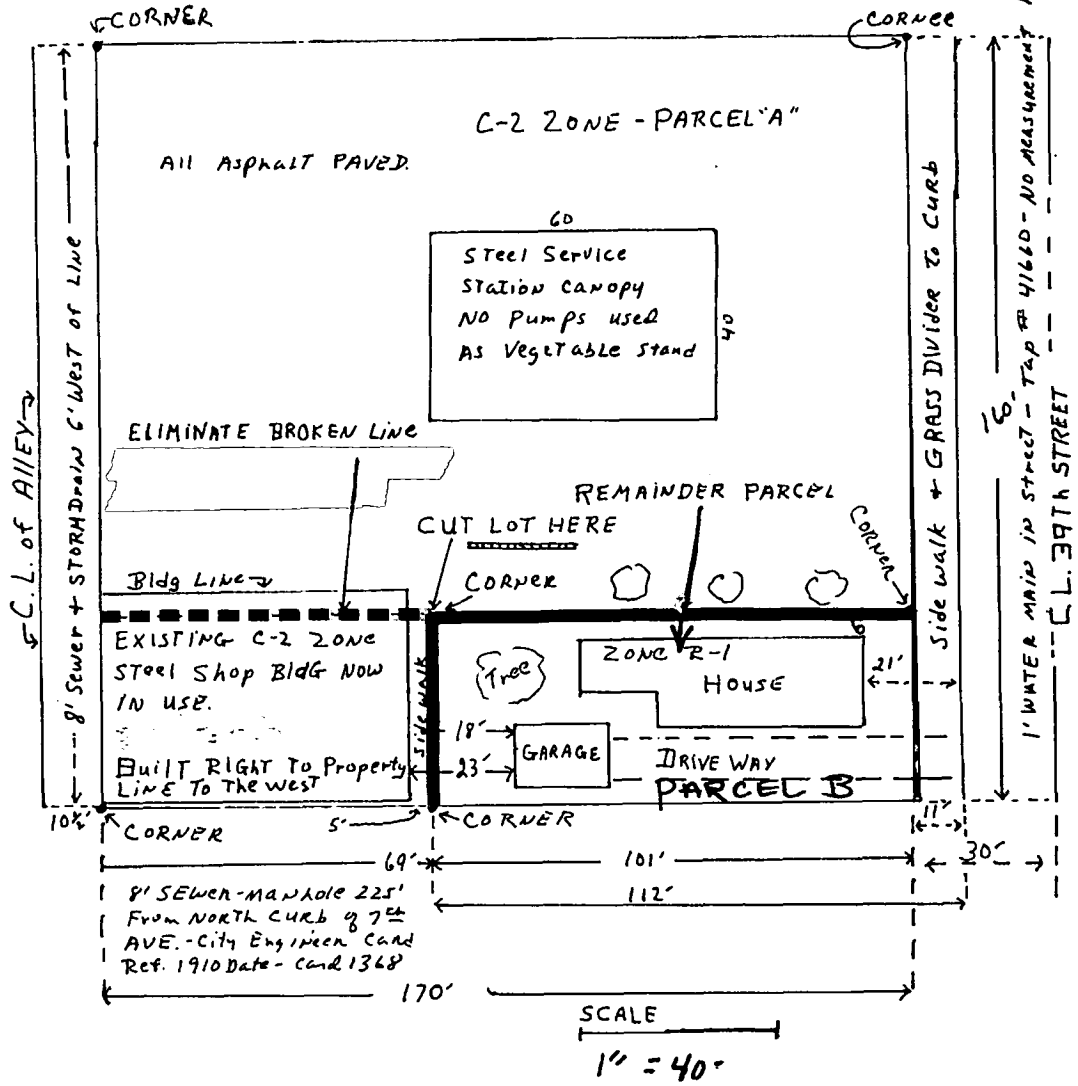 CORNER
CORNER
C-2 ZONE - PARCEL "A"
All Asphalt PAVED.
60
Steel Service
Station Canopy
NO Pumps used
As Vegetable Stand
40
C.L. of ALLEY
8' Sewer + STORMDrain 6' West of Line
Side walk + GRASS Divider to Curb
160'
1' WATER MAIN in Street - Tap # 4166D - No Measurement
C.L. 39Th STREET
ELIMINATE BROKEN Line
REMAINDER PARCEL
CUT LOT HERE
CORNER
CORNER
Bldg Line
EXISTING C-2 ZONE
STeel Shop Bldg Now
IN USE.
Built RIGHT To Property
LINE To The West
Side walk
Tree
6
ZONE R-1
HOUSE
21'
18'
23'
GARAGE
DRIVE WAY
PARCEL B
10½'
CORNER
5'
CORNER
11'
69'
101'
30'
112'
8' SEWER-manhole 225'
From NORTH CURB of 7th
AVE.-City Engineer Card
Ref. 1910 Date - Card 1368
170'
SCALE
1" = 40'